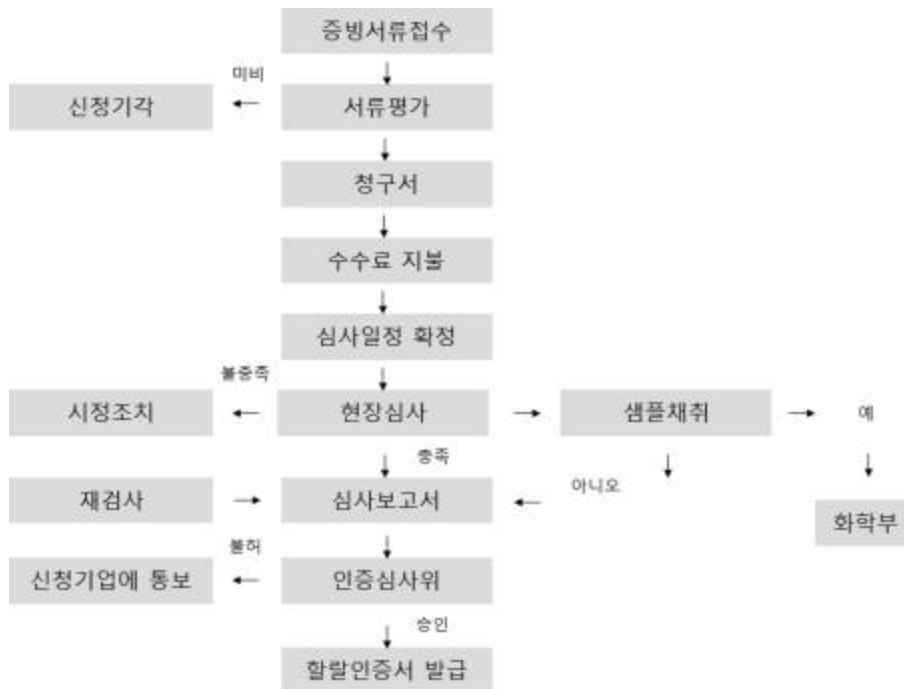 증빙서류접수
미비
신청기각
서류평가
청구서
수수료 지불
심사일정 확정
불충족
시정조치
현장심사
샘플채취
예
충족
아니오
재검사
심사보고서
화학부
불허
신청기업에 통보
인증심사위
승인
할랄인증서 발급